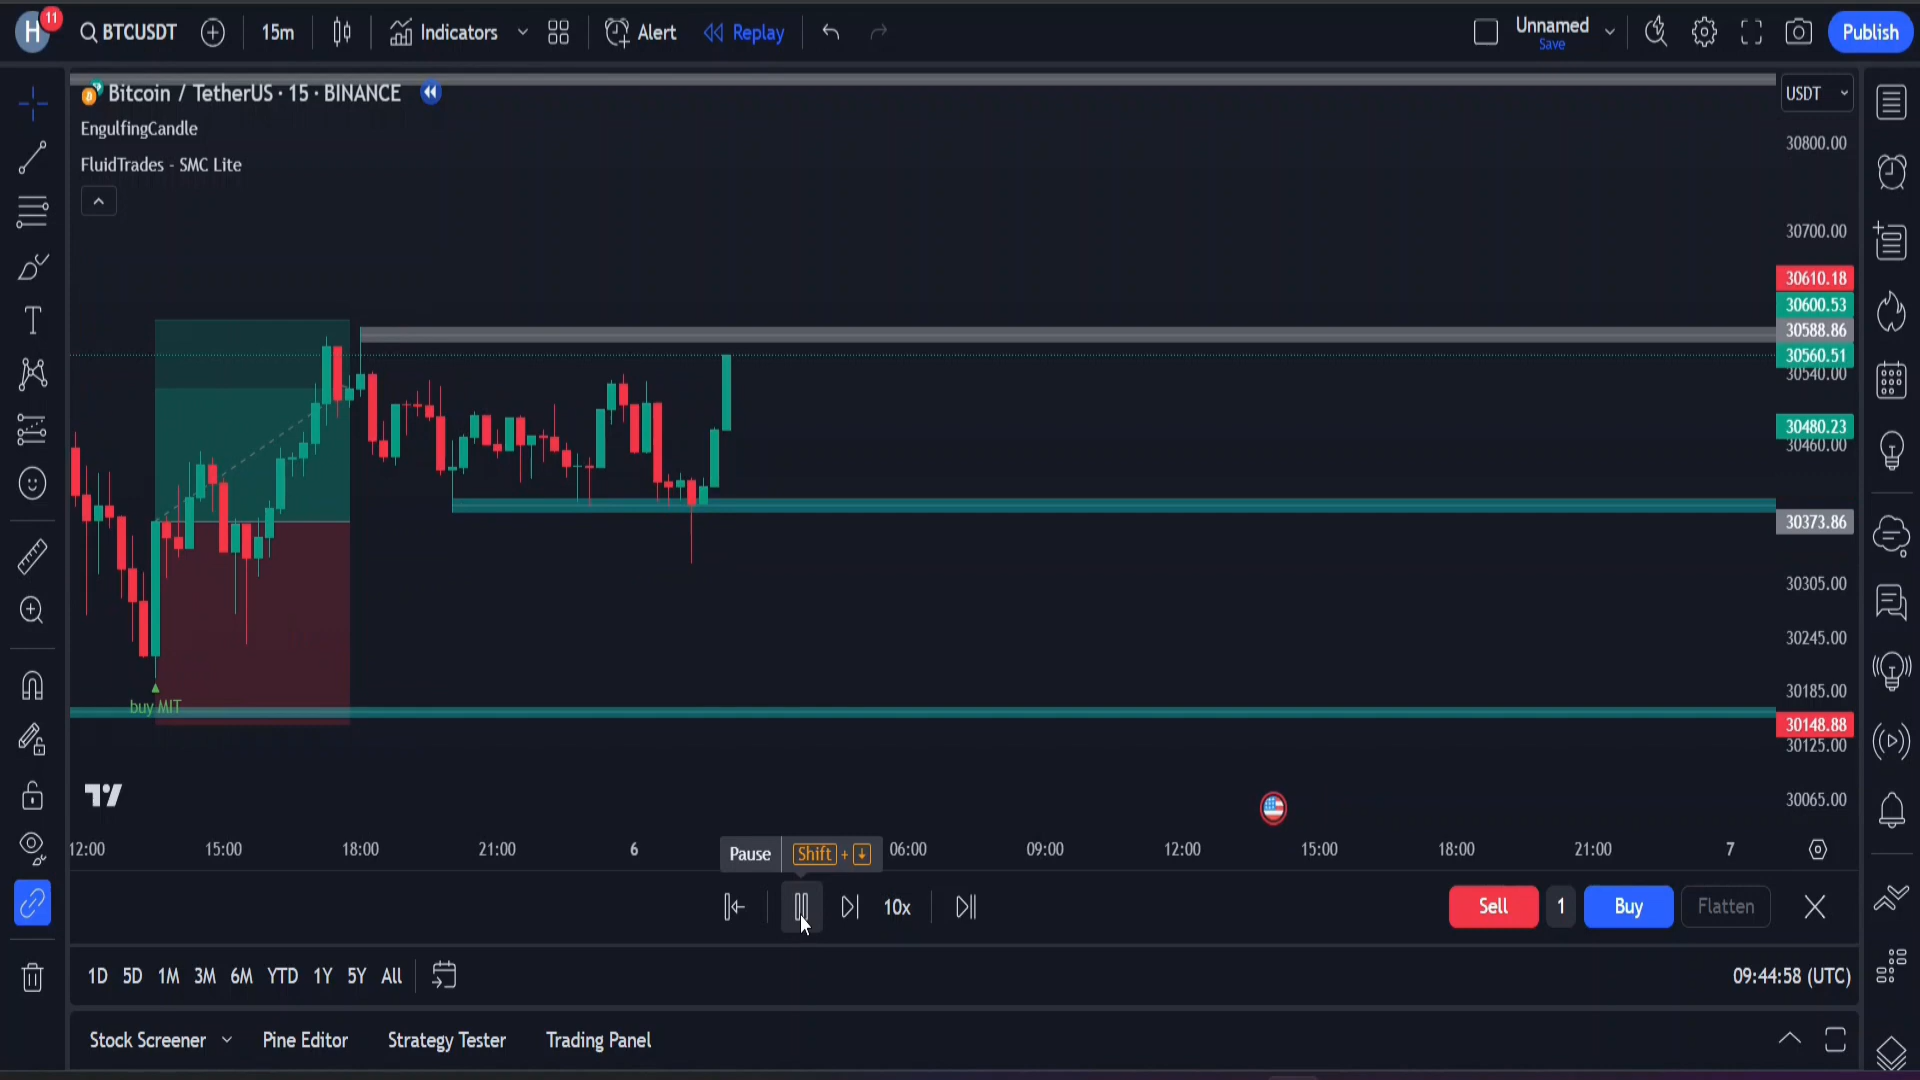 H 11 BTCUSDT 15m Indicators Alert Replay Unnamed Save Publish
Bitcoin / TetherUS · 15 · BINANCE
EngulfingCandle
FluidTrades - SMC Lite
USDT
30800.00
30700.00
30610.18
30600.53
30588.86
30560.51
30540.00
30480.23
30460.00
30373.86
30305.00
30245.00
30185.00
30148.88
30125.00
30065.00
buy MIT
12:00 15:00 18:00 21:00 6 06:00 09:00 12:00 15:00 18:00 21:00 7
Pause Shift + ↓
10x Sell 1 Buy Flatten
1D 5D 1M 3M 6M YTD 1Y 5Y All 09:44:58 (UTC)
Stock Screener Pine Editor Strategy Tester Trading Panel